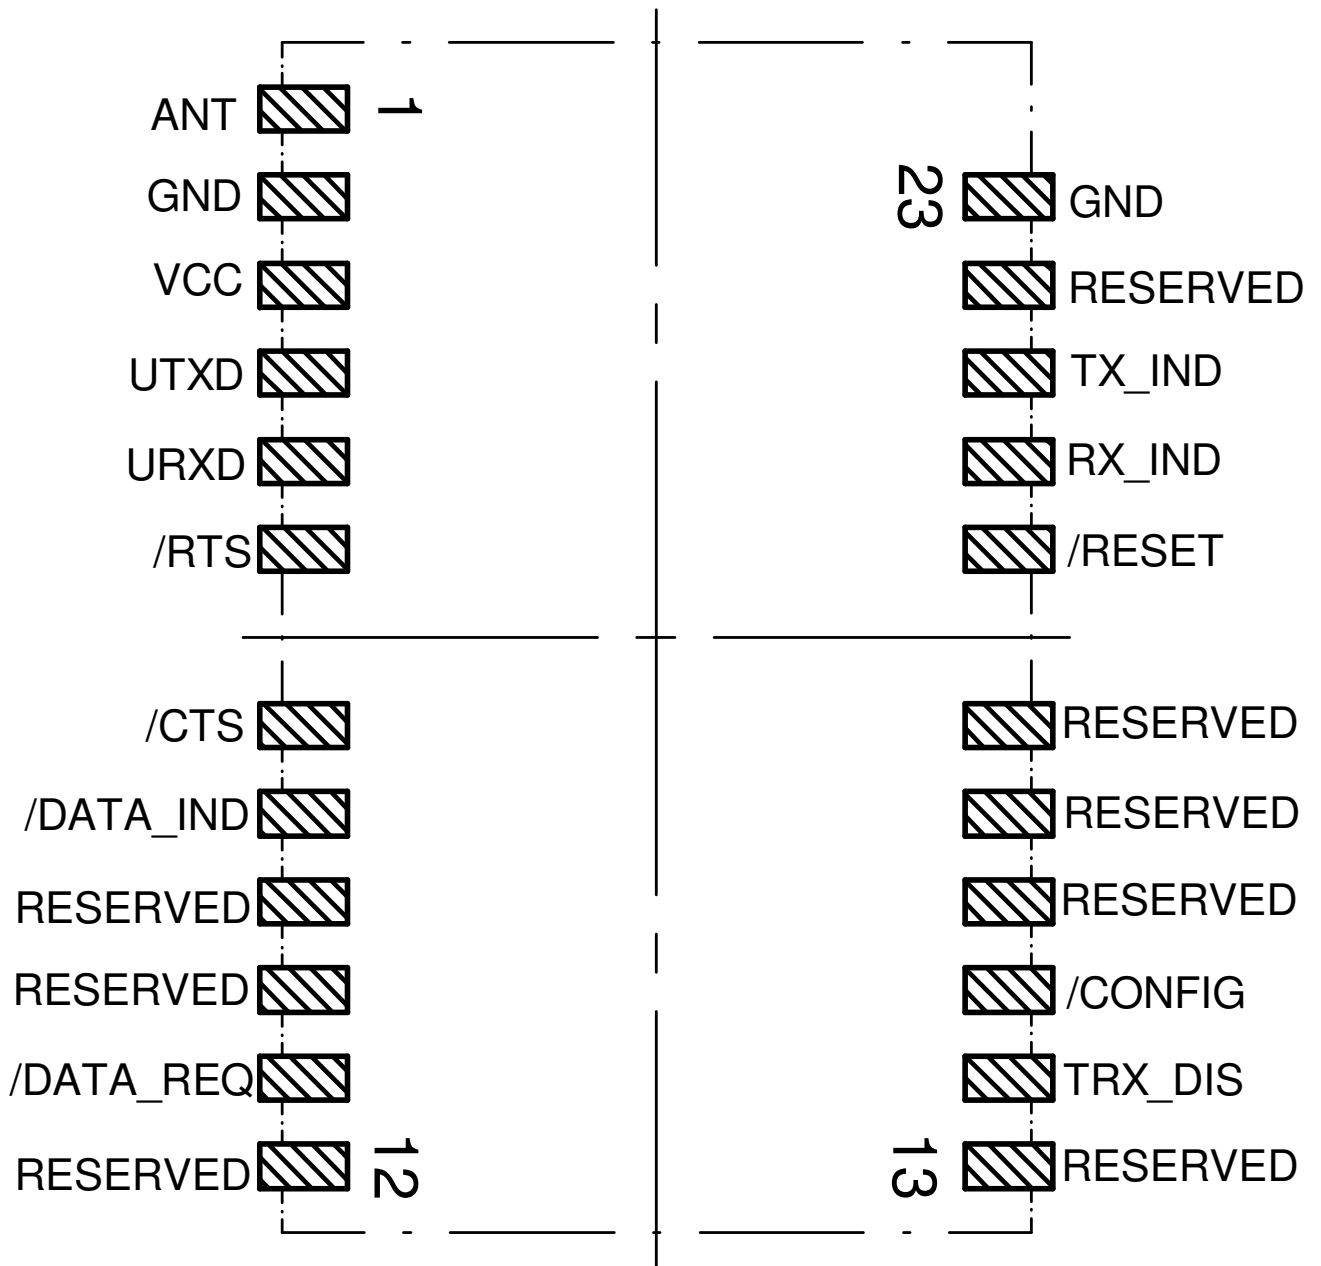 ANT
1
GND
23
GND
VCC
RESERVED
UTXD
TX_IND
URXD
RX_IND
/RTS
/RESET
/CTS
RESERVED
/DATA_IND
RESERVED
RESERVED
RESERVED
RESERVED
/CONFIG
/DATA_REQ
TRX_DIS
RESERVED
12
13
RESERVED